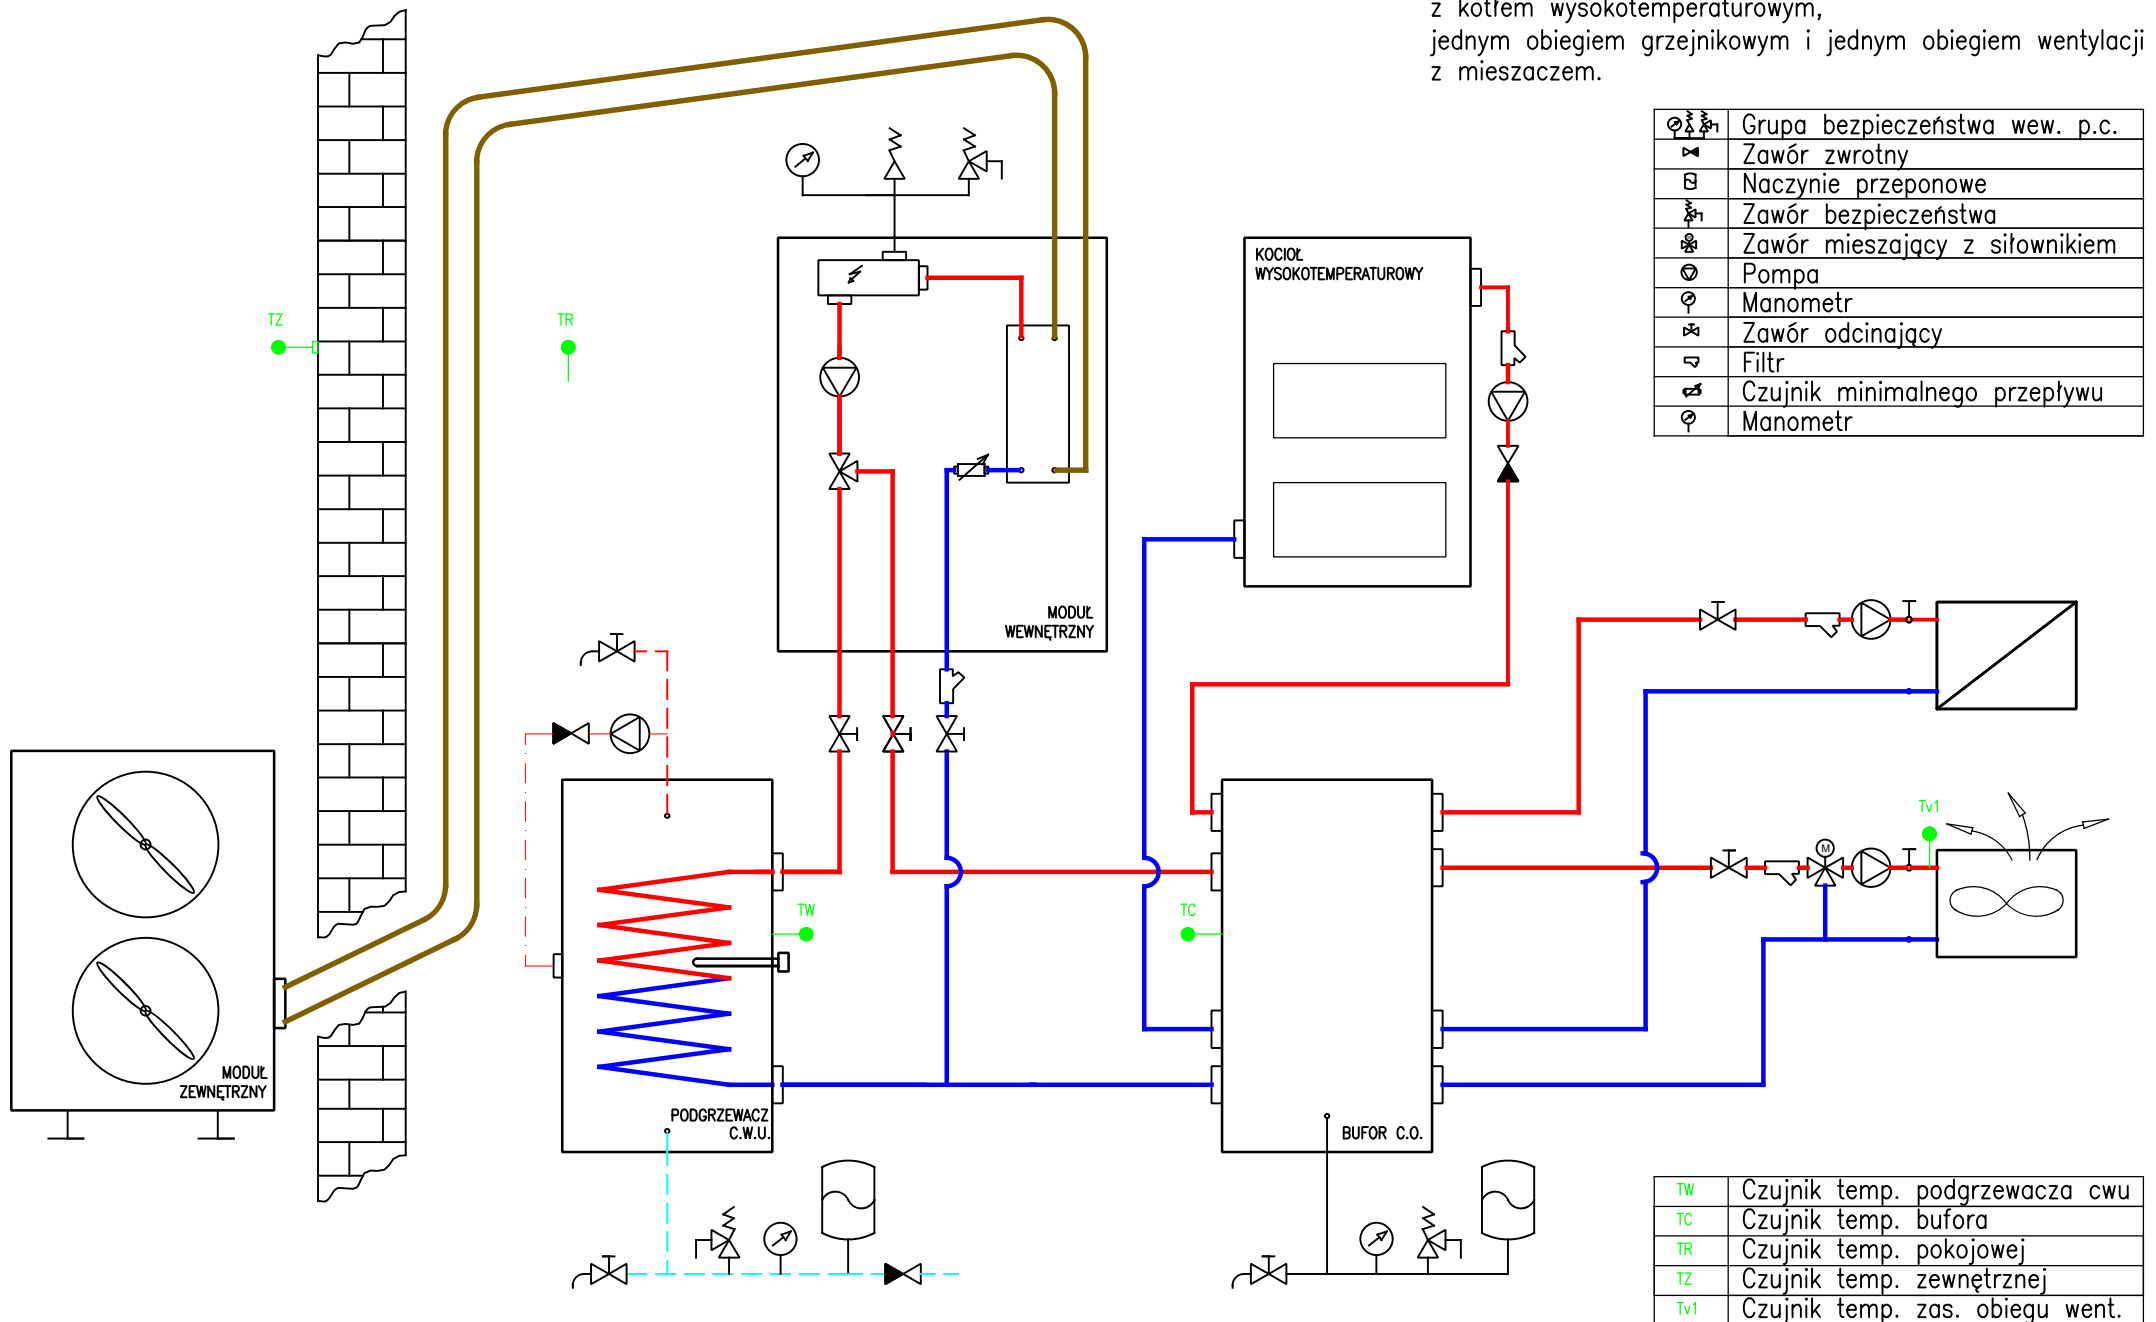 z kotłem wysokotemperaturowym,
jednym obiegiem grzejnikowym i jednym obiegiem wentylacji
z mieszaczem.
Grupa bezpieczeństwa wew. p.c.
Zawór zwrotny
Naczynie przeponowe
Zawór bezpieczeństwa
Zawór mieszający z siłownikiem
Pompa
Manometr
Zawór odcinający
Filtr
Czujnik minimalnego przepływu
Manometr
KOCIOŁ
WYSOKOTEMPERATUROWY
TZ
TR
MODUŁ
WEWNĘTRZNY
Tv1
M
TW
TC
MODUŁ
ZEWNĘTRZNY
PODGRZEWACZ
C.W.U.
BUFOR C.O.
TW Czujnik temp. podgrzewacza cwu
TC Czujnik temp. bufora
TR Czujnik temp. pokojowej
TZ Czujnik temp. zewnętrznej
Tv1 Czujnik temp. zas. obiegu went.